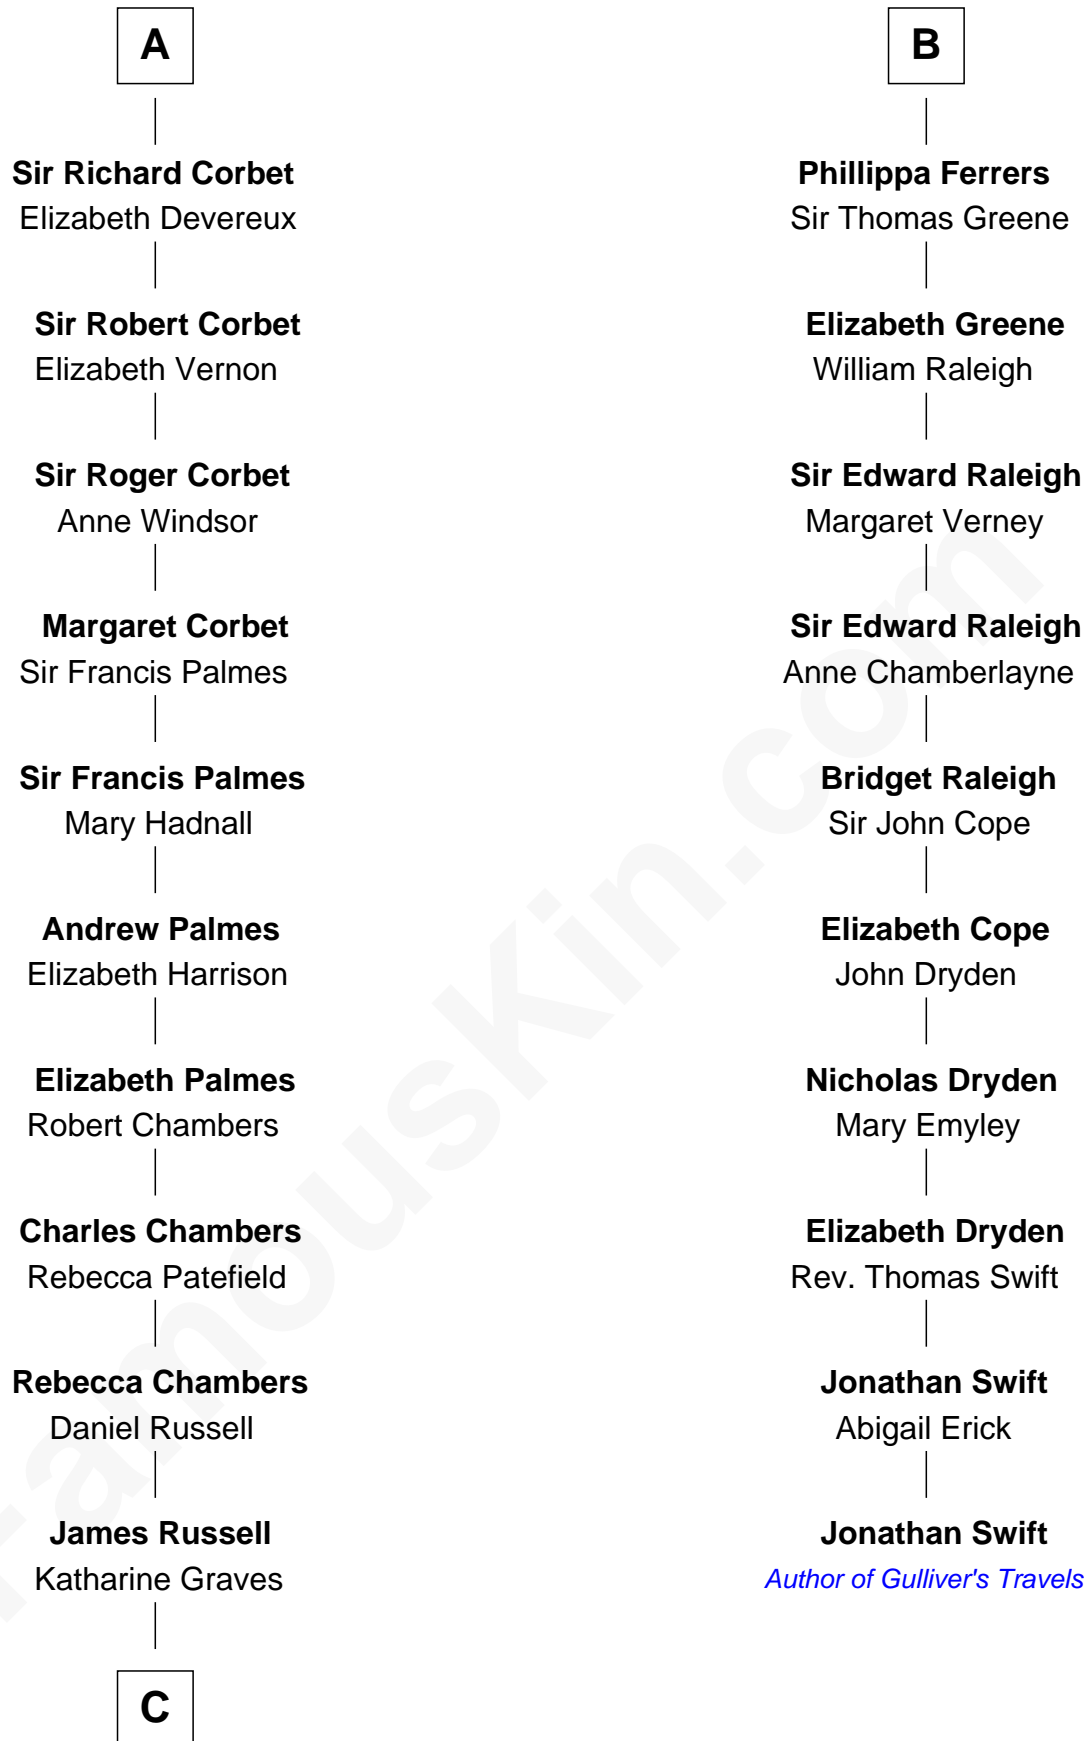 A
Sir Richard Corbet
Elizabeth Devereux
Sir Robert Corbet
Elizabeth Vernon
Sir Roger Corbet
Anne Windsor
Margaret Corbet
Sir Francis Palmes
Sir Francis Palmes
Mary Hadnall
Andrew Palmes
Elizabeth Harrison
Elizabeth Palmes
Robert Chambers
Charles Chambers
Rebecca Patefield
Rebecca Chambers
Daniel Russell
James Russell
Katharine Graves
C
B
Phillippa Ferrers
Sir Thomas Greene
Elizabeth Greene
William Raleigh
Sir Edward Raleigh
Margaret Verney
Sir Edward Raleigh
Anne Chamberlayne
Bridget Raleigh
Sir John Cope
Elizabeth Cope
John Dryden
Nicholas Dryden
Mary Emyley
Elizabeth Dryden
Rev. Thomas Swift
Jonathan Swift
Abigail Erick
Jonathan Swift
Author of Gulliver's Travels
FamousKin.com